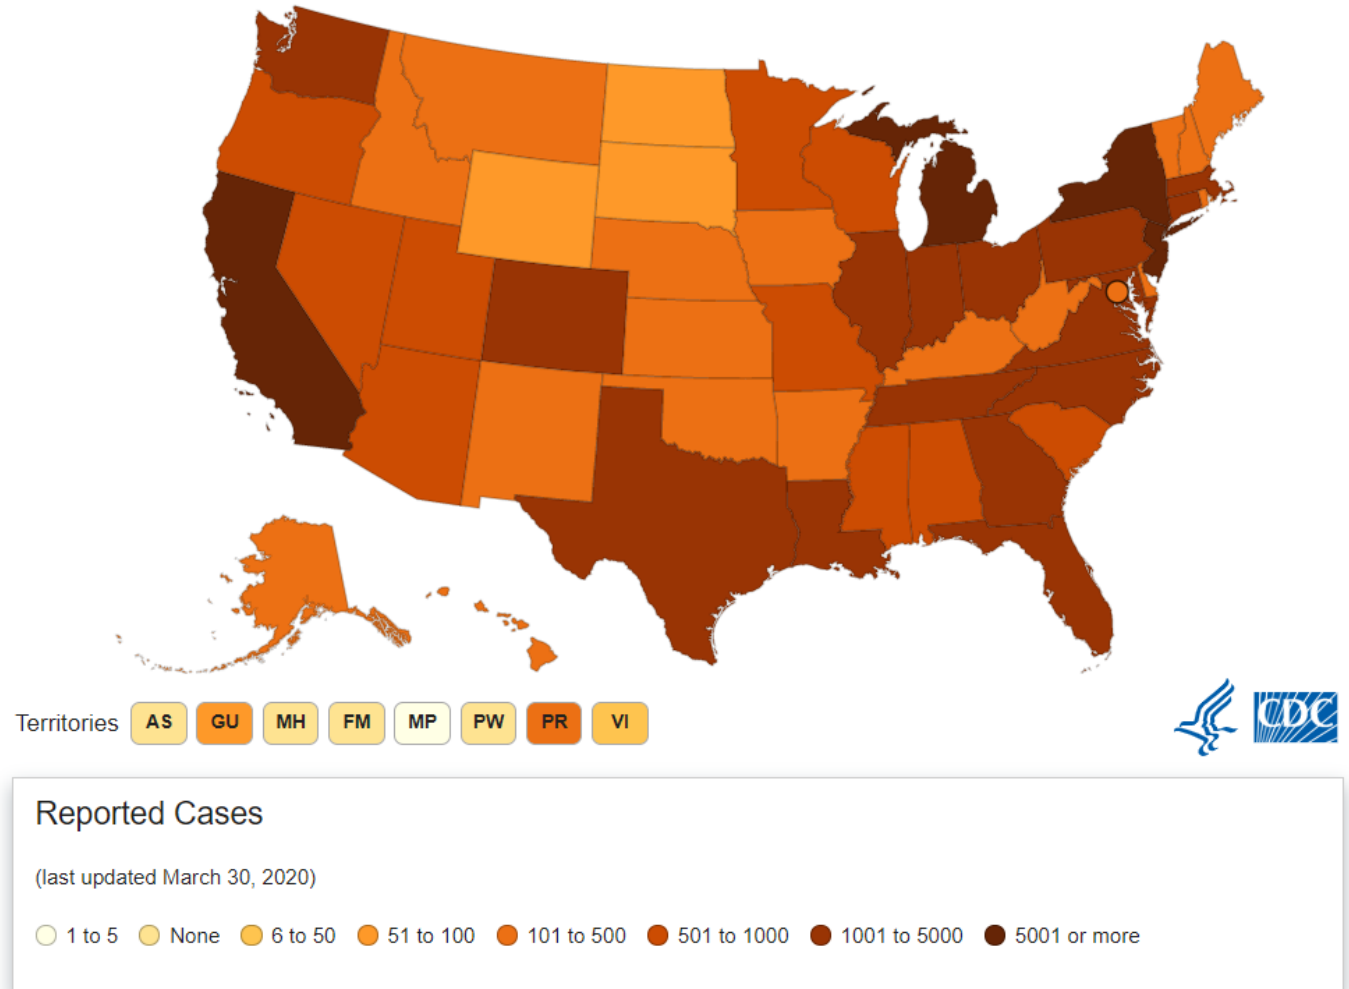 Territories AS GU MH FM MP PW PR VI
CDC
Reported Cases
(last updated March 30, 2020)
1 to 5 None 6 to 50 51 to 100 101 to 500 501 to 1000 1001 to 5000 5001 or more